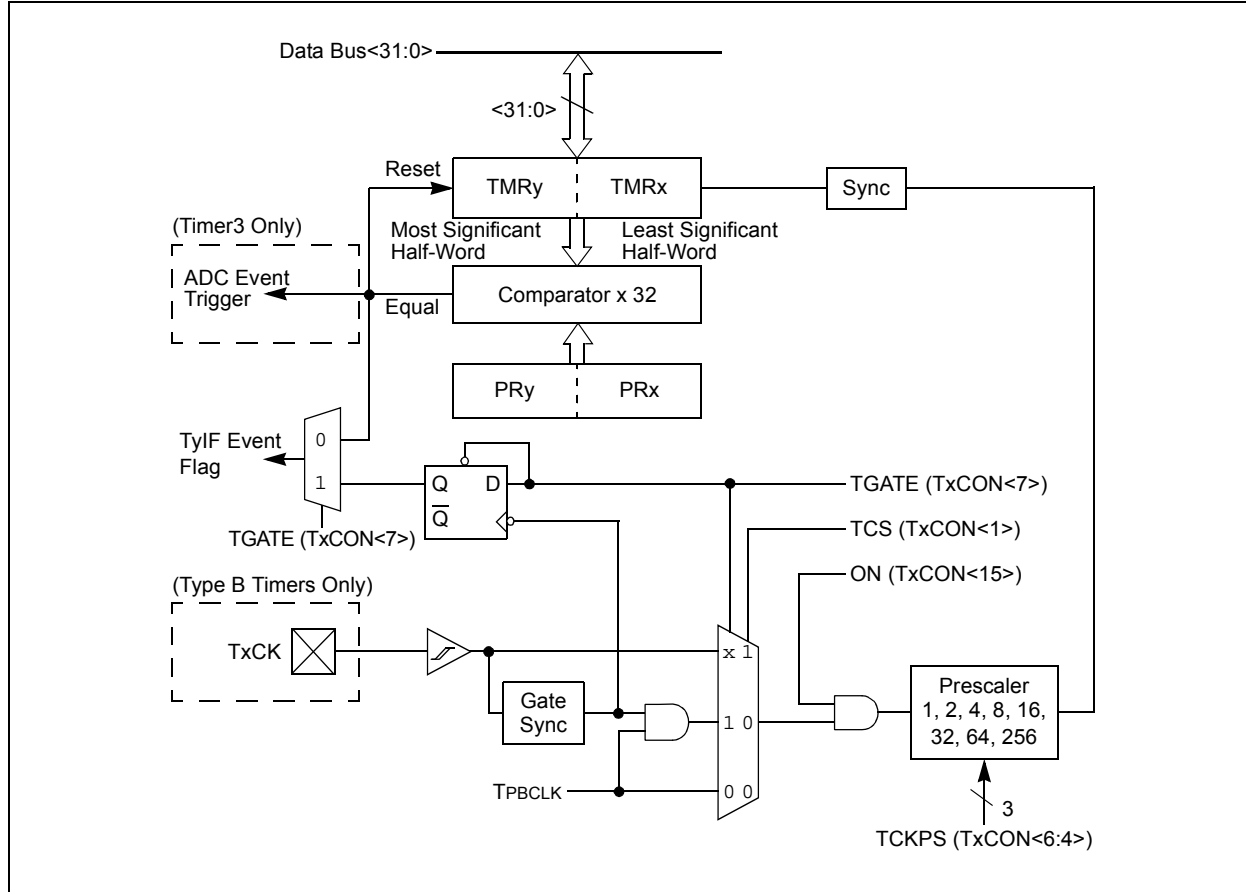 Data Bus<31:0>
<31:0>
Reset
TMRy
TMRx
Sync
(Timer3 Only)
Most Significant
Half-Word
Least Significant
Half-Word
ADC Event
Trigger
Equal
Comparator x 32
PRy
PRx
TyIF Event
Flag
0
1
Q
D
Q
TGATE (TxCON<7>)
TGATE (TxCON<7>)
TCS (TxCON<1>)
ON (TxCON<15>)
(Type B Timers Only)
TxCK
x 1
Gate
Sync
1 0
Prescaler
1, 2, 4, 8, 16,
32, 64, 256
TPBCLK
0 0
3
TCKPS (TxCON<6:4>)